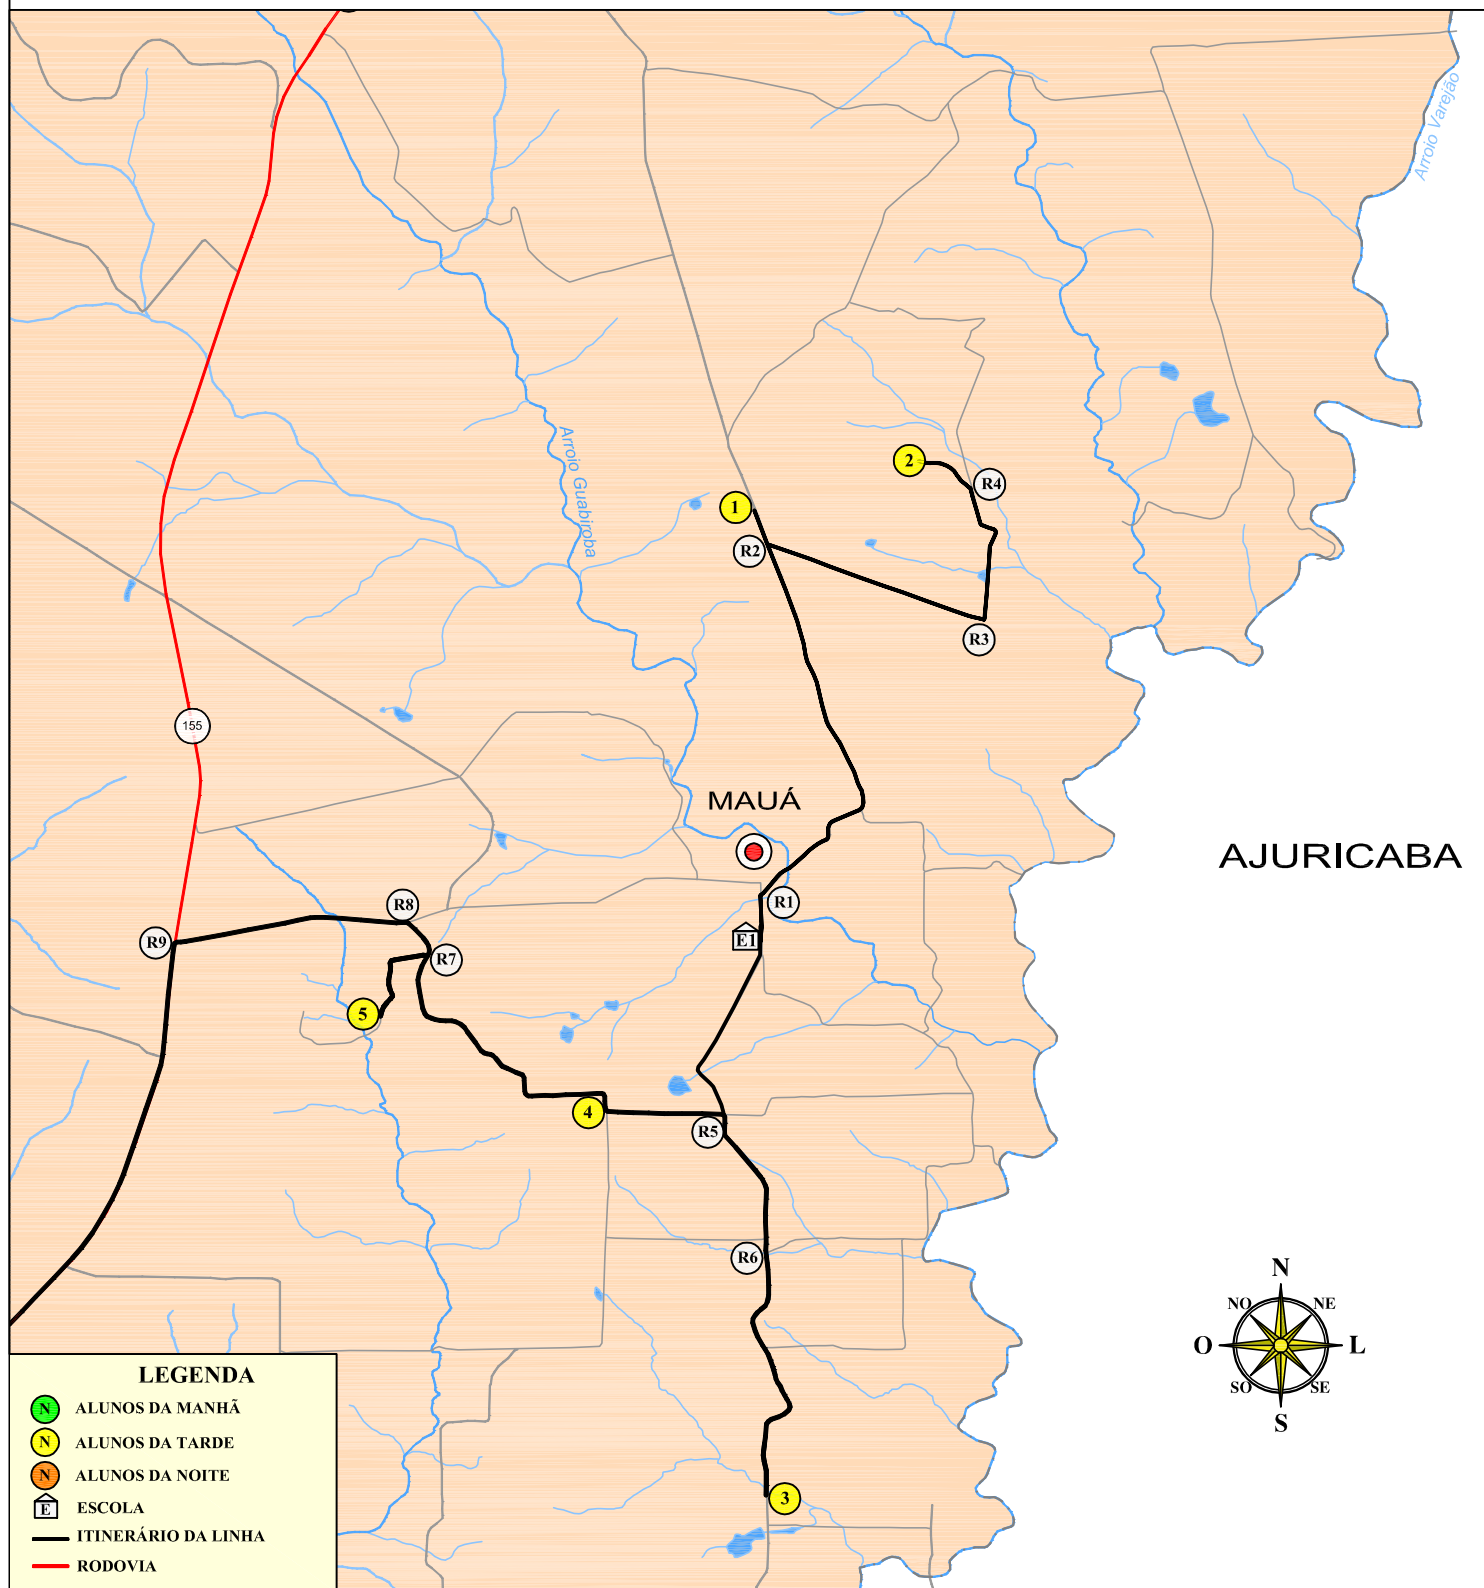 Arroio Varejão
Arroio Guabiroba
2
R4
1
R2
R3
155
MAUÁ
AJURICABA
R8
R1
R9
E1
R7
5
4
R5
R6
3
N
NO
NE
O
L
SO
SE
S
LEGENDA
N ALUNOS DA MANHÃ
N ALUNOS DA TARDE
N ALUNOS DA NOITE
E ESCOLA
ITINERÁRIO DA LINHA
RODOVIA